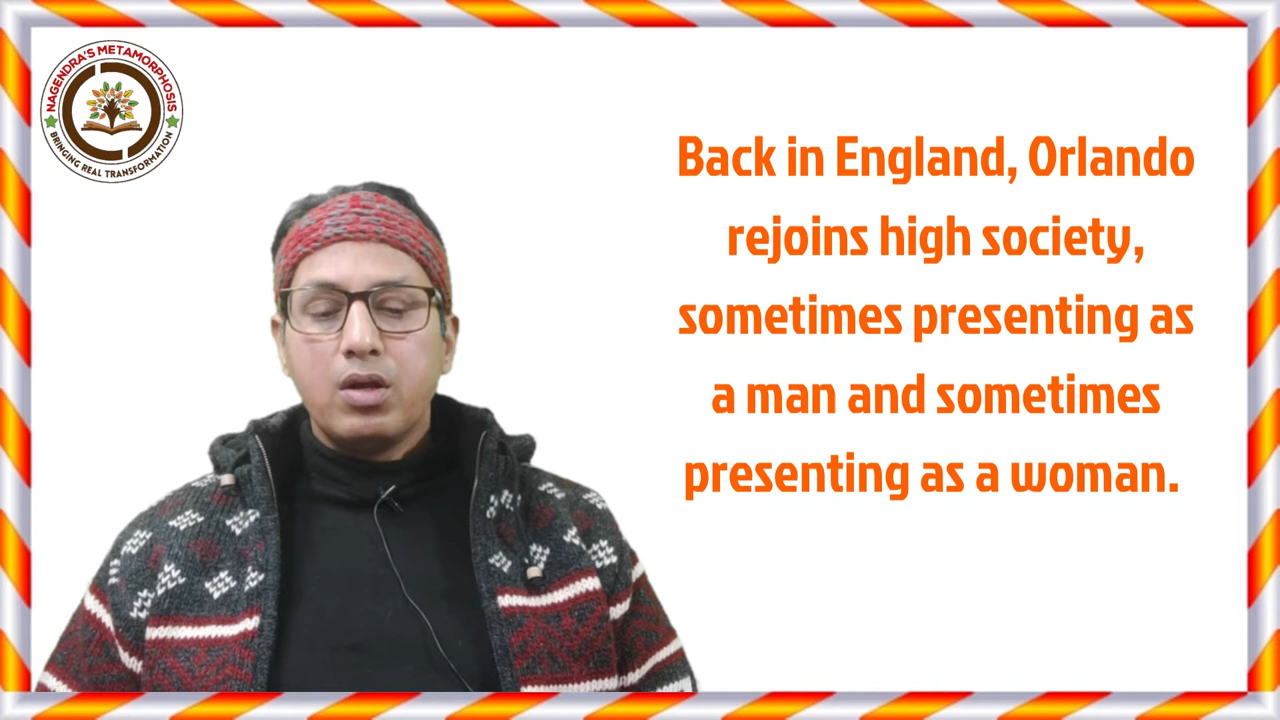 NAGENDRA'S METAMORPHOSIS
BRINGING REAL TRANSFORMATION
Back in England, Orlando
rejoins high society,
sometimes presenting as
a man and sometimes
presenting as a woman.